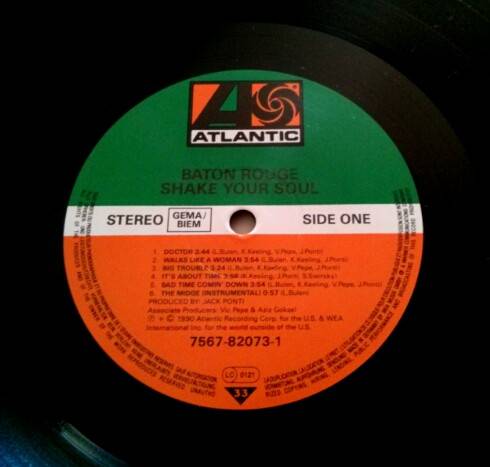 ATLANTIC
BATON ROUGE
SHAKE YOUR SOUL
STEREO GEMA/ BIEM SIDE ONE
1. DOCTOR 3:44 (L.Bulen, K.Keeling, V.Pepe, J.Ponti)
2. WALKS LIKE A WOMAN 3:54 (L.Bulen, K.Keeling, J.Ponti)
3. BIG TROUBLE 3:24 (L.Bulen, K.Keeling, V.Pepe, J.Ponti)
4. IT'S ABOUT TIME 3:54 (K.Keeling, J.Ponti, S.Swirsky)
5. BAD TIME COMIN' DOWN 3:54 (L.Bulen, K.Keeling, V.Pepe, J.Ponti)
6. THE MIDGE (INSTRUMENTAL) 0:57 (L.Bulen)
PRODUCED BY: JACK PONTI
Associate Producers: Vic Pepe & Aziz Goksel
℗ + © 1990 Atlantic Recording Corp. for the U.S. & WEA
International Inc. for the world outside of the U.S.
7567-82073-1
LC 0121
33